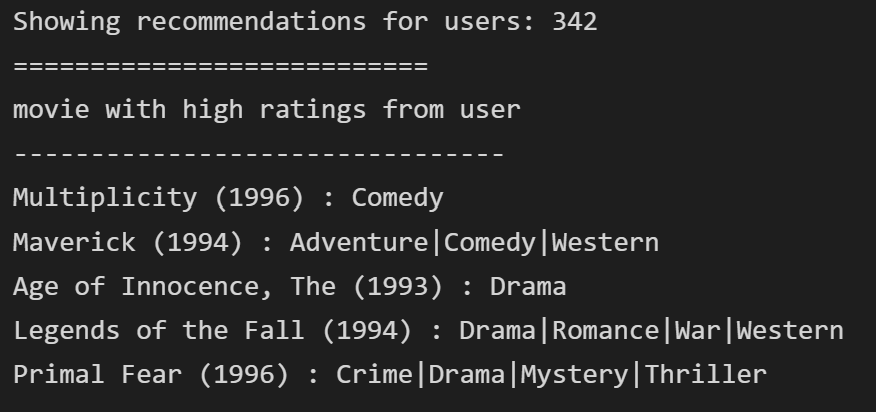 Showing recommendations for users: 342
===========================
movie with high ratings from user
--------------------------------
Multiplicity (1996) : Comedy
Maverick (1994) : Adventure|Comedy|Western
Age of Innocence, The (1993) : Drama
Legends of the Fall (1994) : Drama|Romance|War|Western
Primal Fear (1996) : Crime|Drama|Mystery|Thriller